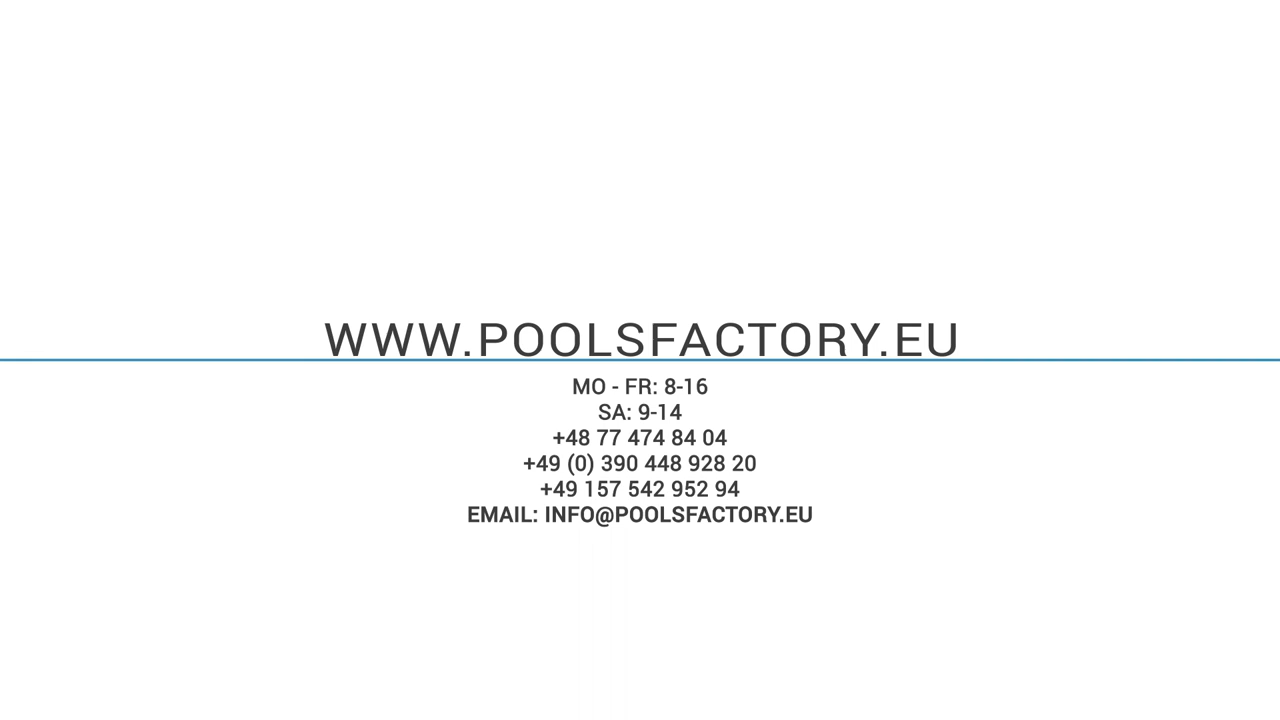 WWW.POOLSFACTORY.EU
MO - FR: 8-16
SA: 9-14
+48 77 474 84 04
+49 (0) 390 448 928 20
+49 157 542 952 94
EMAIL: INFO@POOLSFACTORY.EU